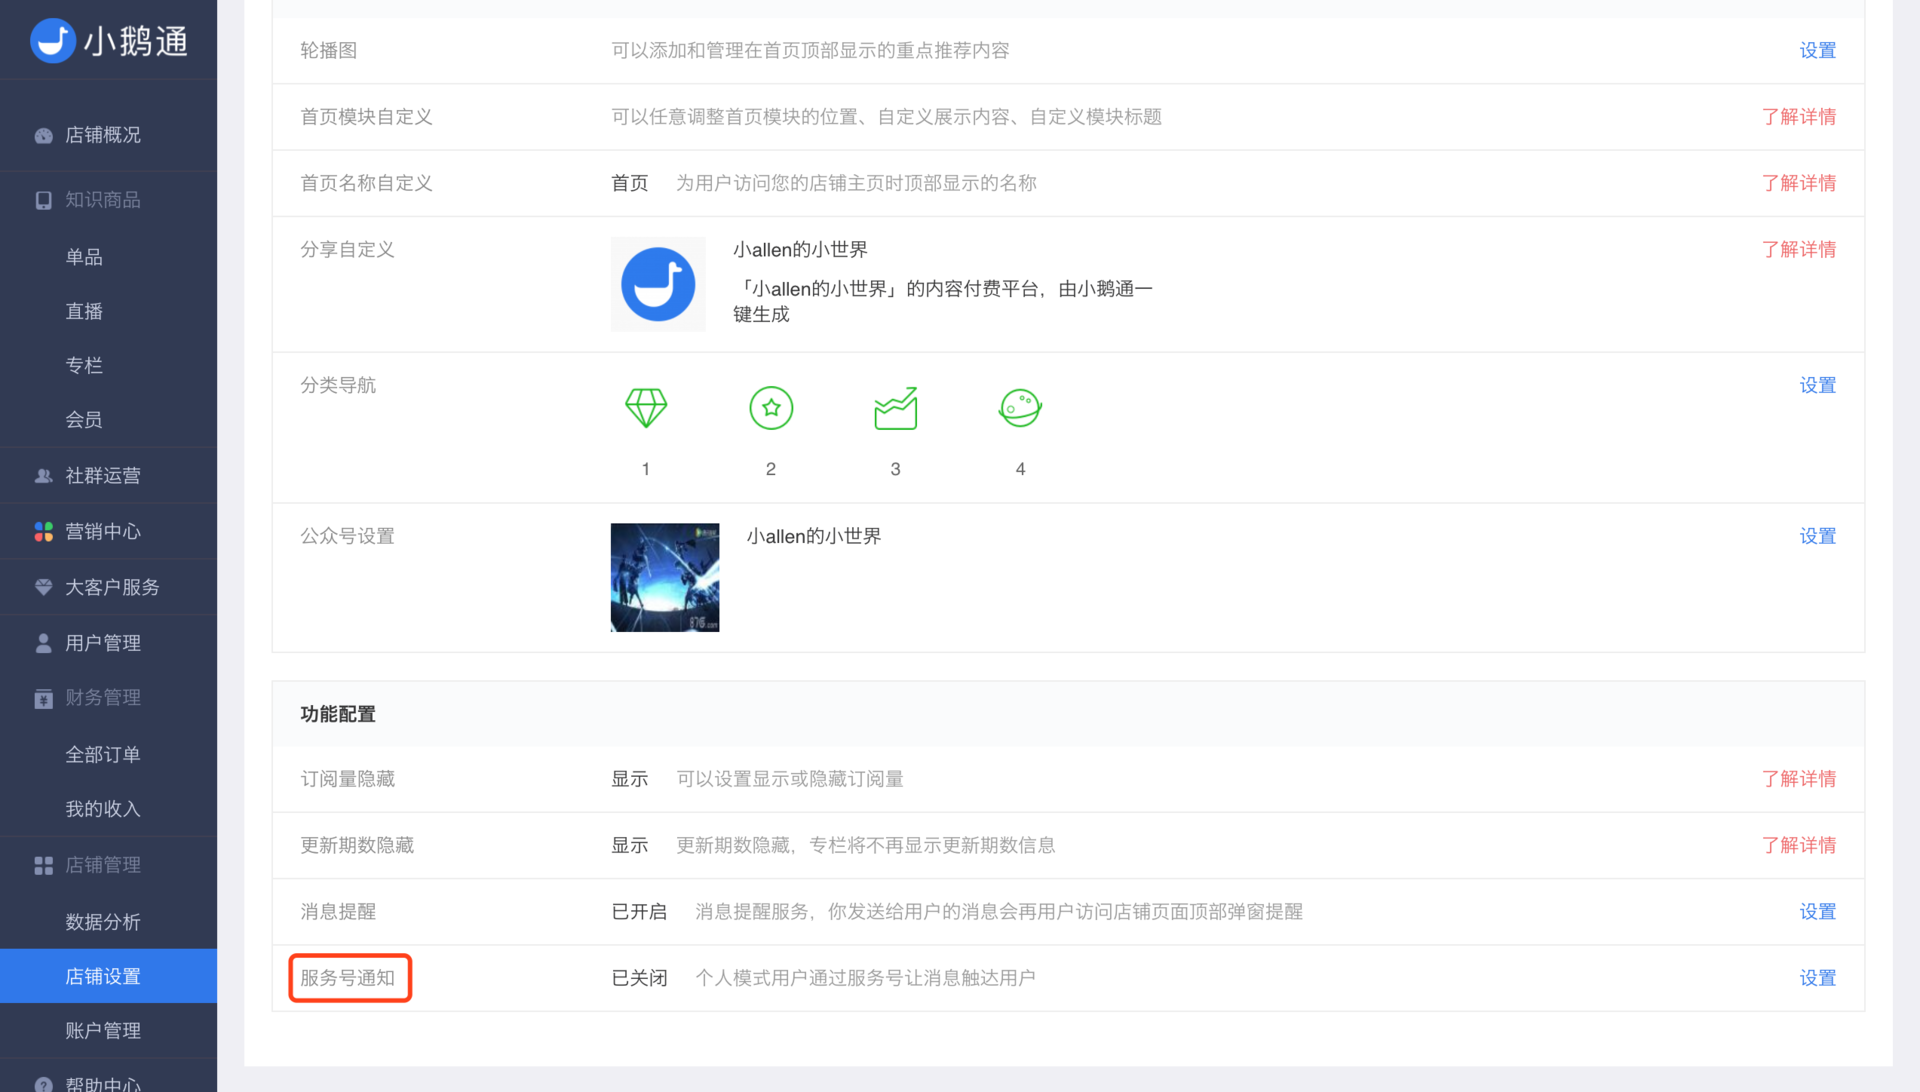 小鹅通
店铺概况
知识商品
单品
直播
专栏
会员
社群运营
营销中心
大客户服务
用户管理
财务管理
全部订单
我的收入
店铺管理
数据分析
店铺设置
账户管理
帮助中心
轮播图 可以添加和管理在首页顶部显示的重点推荐内容 设置
首页模块自定义 可以任意调整首页模块的位置、自定义展示内容、自定义模块标题 了解详情
首页名称自定义 首页 为用户访问您的店铺主页时顶部显示的名称 了解详情
分享自定义 小allen的小世界 了解详情
「小allen的小世界」的内容付费平台，由小鹅通一
键生成
分类导航 设置
1 2 3 4
公众号设置 小allen的小世界 设置
功能配置
订阅量隐藏 显示 可以设置显示或隐藏订阅量 了解详情
更新期数隐藏 显示 更新期数隐藏，专栏将不再显示更新期数信息 了解详情
消息提醒 已开启 消息提醒服务，你发送给用户的消息会再用户访问店铺页面顶部弹窗提醒 设置
服务号通知 已关闭 个人模式用户通过服务号让消息触达用户 设置